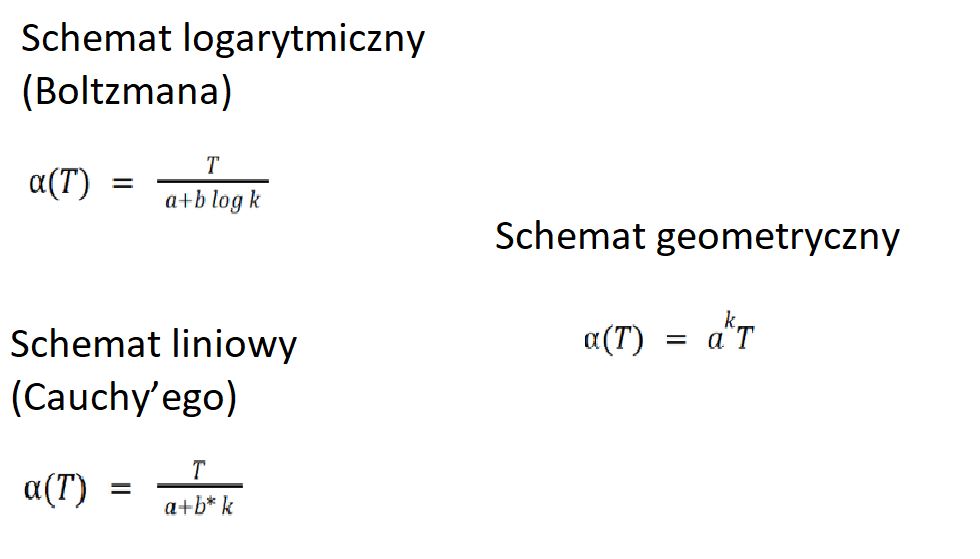 Schemat logarytmiczny
(Boltzmana)
α(T) = T / a+b log k
Schemat geometryczny
α(T) = a^k T
Schemat liniowy
(Cauchy’ego)
α(T) = T / a+b* k